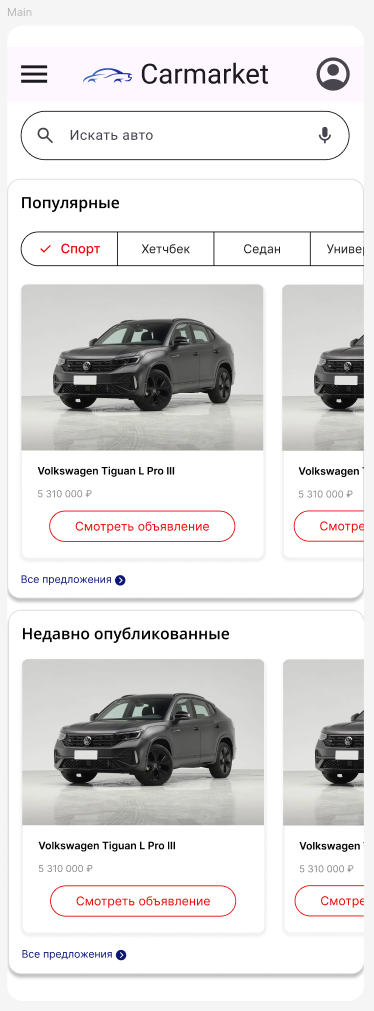 Main
Carmarket
Искать авто
Популярные
Спорт
Хетчбек
Седан
Универ
Volkswagen Tiguan L Pro III
Volkswagen
5 310 000 ₽
5 310 000 ₽
Смотреть объявление
Смотре
Все предложения
Недавно опубликованные
Volkswagen Tiguan L Pro III
Volkswagen
5 310 000 ₽
5 310 000 ₽
Смотреть объявление
Смотре
Все предложения